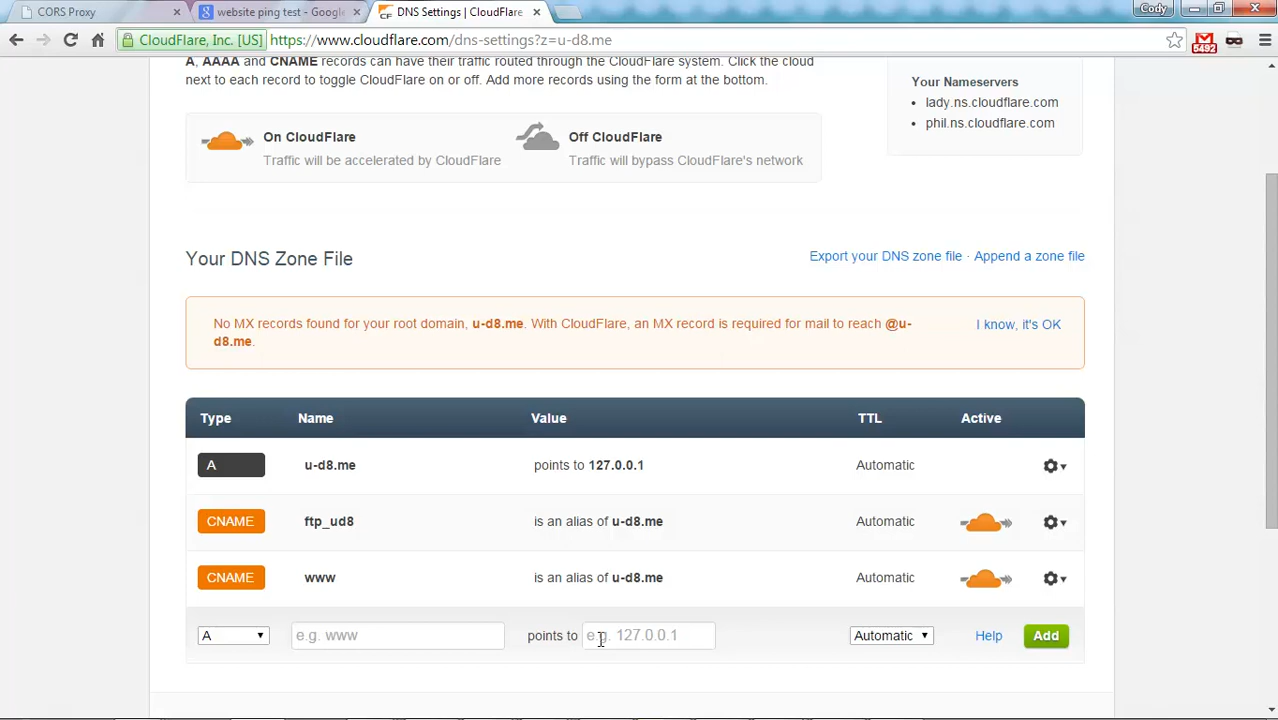 CORS Proxy
website ping test - Google
DNS Settings | CloudFlare
Cody
CloudFlare, Inc. [US]
https://www.cloudflare.com/dns-settings?z=u-d8.me
5492
A, AAAA and CNAME records can have their traffic routed through the CloudFlare system. Click the cloud
next to each record to toggle CloudFlare on or off. Add more records using the form at the bottom.
Your Nameservers
lady.ns.cloudflare.com
phil.ns.cloudflare.com
On CloudFlare
Traffic will be accelerated by CloudFlare
Off CloudFlare
Traffic will bypass CloudFlare's network
Your DNS Zone File
Export your DNS zone file · Append a zone file
No MX records found for your root domain, u-d8.me. With CloudFlare, an MX record is required for mail to reach @u-
d8.me.
I know, it's OK
Type Name Value TTL Active
A u-d8.me points to 127.0.0.1 Automatic
CNAME ftp_ud8 is an alias of u-d8.me Automatic
CNAME www is an alias of u-d8.me Automatic
A e.g. www points to e.g. 127.0.0.1 Automatic Help Add